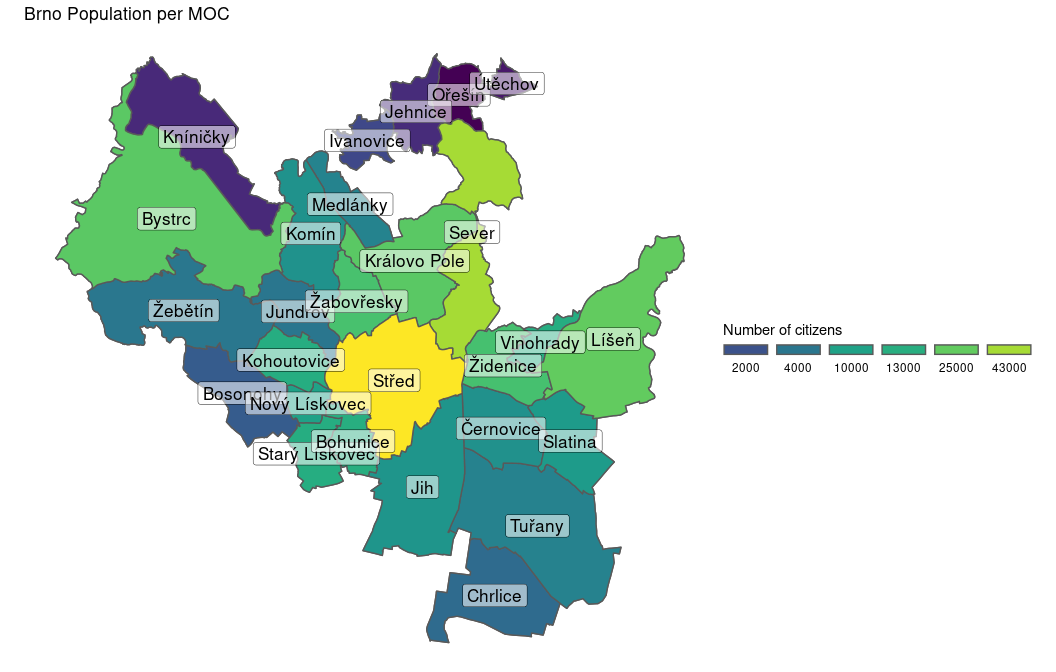 Brno Population per MOC
Útěchov
Ořešín
Jehnice
Kníničky
Ivanovice
Medlánky
Bystrc
Komín
Sever
Královo Pole
Žabovřesky
Žebětín
Jundrov
Number of citizens
Vinohrady
Líšeň
Kohoutovice
Židenice
2000 4000 10000 13000 25000 43000
Střed
Bosonohy
Nový Lískovec
Černovice
Bohunice
Slatina
Starý Lískovec
Jih
Tuřany
Chrlice